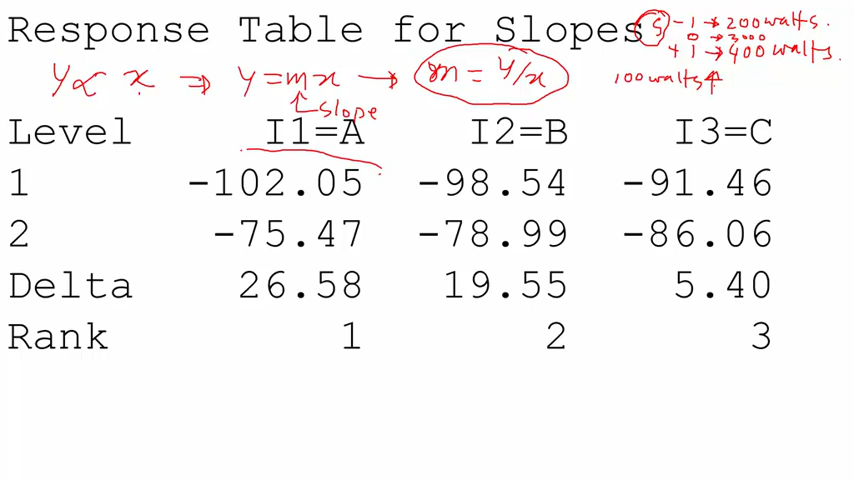 Response Table for Slopes S -1 → 200 watts.
0 → 3000
+1 → 400 watts.
y ∝ x ⇒ y = mx → m = y/x 100 watts ↑
slope
Level I1=A I2=B I3=C
1 -102.05 -98.54 -91.46
2 -75.47 -78.99 -86.06
Delta 26.58 19.55 5.40
Rank 1 2 3